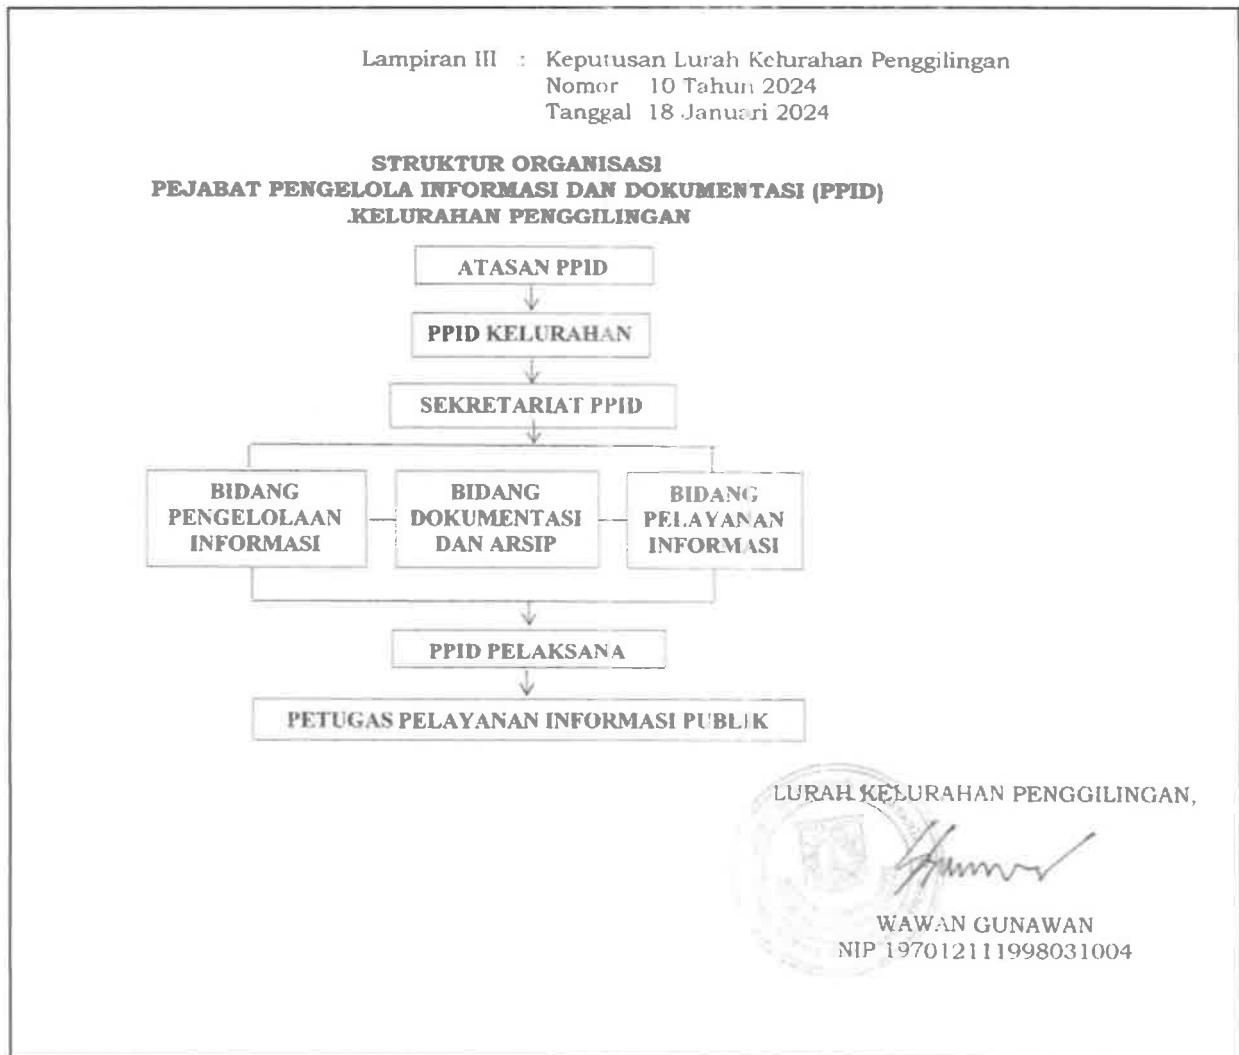 Lampiran III : Keputusan Lurah Kelurahan Penggilingan
Nomor 10 Tahun 2024
Tanggal 18 Januari 2024
STRUKTUR ORGANISASI
PEJABAT PENGELOLA INFORMASI DAN DOKUMENTASI (PPID)
.KELURAHAN PENGGILINGAN
ATASAN PPID
PPID KELURAHAN
SEKRETARIAT PPID
BIDANG
PENGELOLAAN
INFORMASI
BIDANG
DOKUMENTASI
DAN ARSIP
BIDANG
PELAYANAN
INFORMASI
PPID PELAKSANA
PETUGAS PELAYANAN INFORMASI PUBLIK
LURAH KELURAHAN PENGGILINGAN,
WAWAN GUNAWAN
NIP 197012111998031004